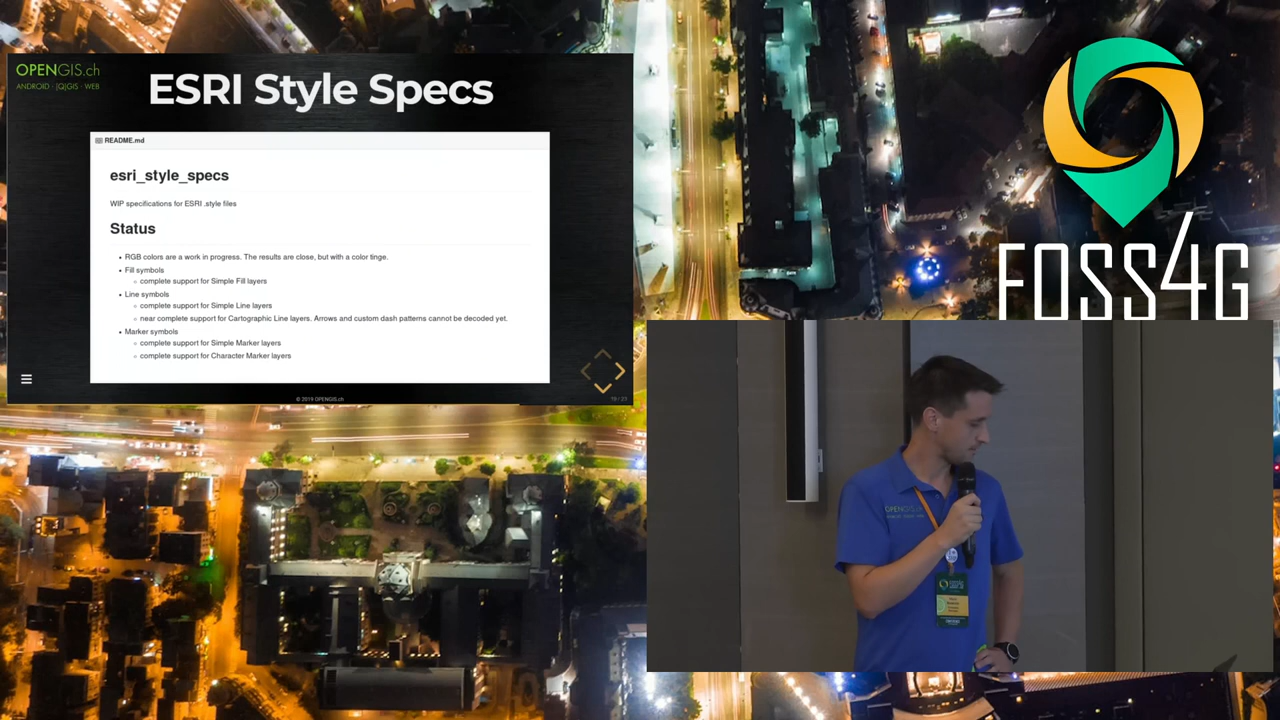 OPENGIS.ch
ANDROID · [Q]GIS · WEB
ESRI Style Specs
README.md
esri_style_specs
WIP specifications for ESRI .style files
Status
RGB colors are a work in progress. The results are close, but with a color tinge.
Fill symbols
complete support for Simple Fill layers
Line symbols
complete support for Simple Line layers
near complete support for Cartographic Line layers. Arrows and custom dash patterns cannot be decoded yet.
Marker symbols
complete support for Simple Marker layers
complete support for Character Marker layers
© 2019 OPENGIS.ch
19 / 23
FOSS4G
OPENGIS.ch